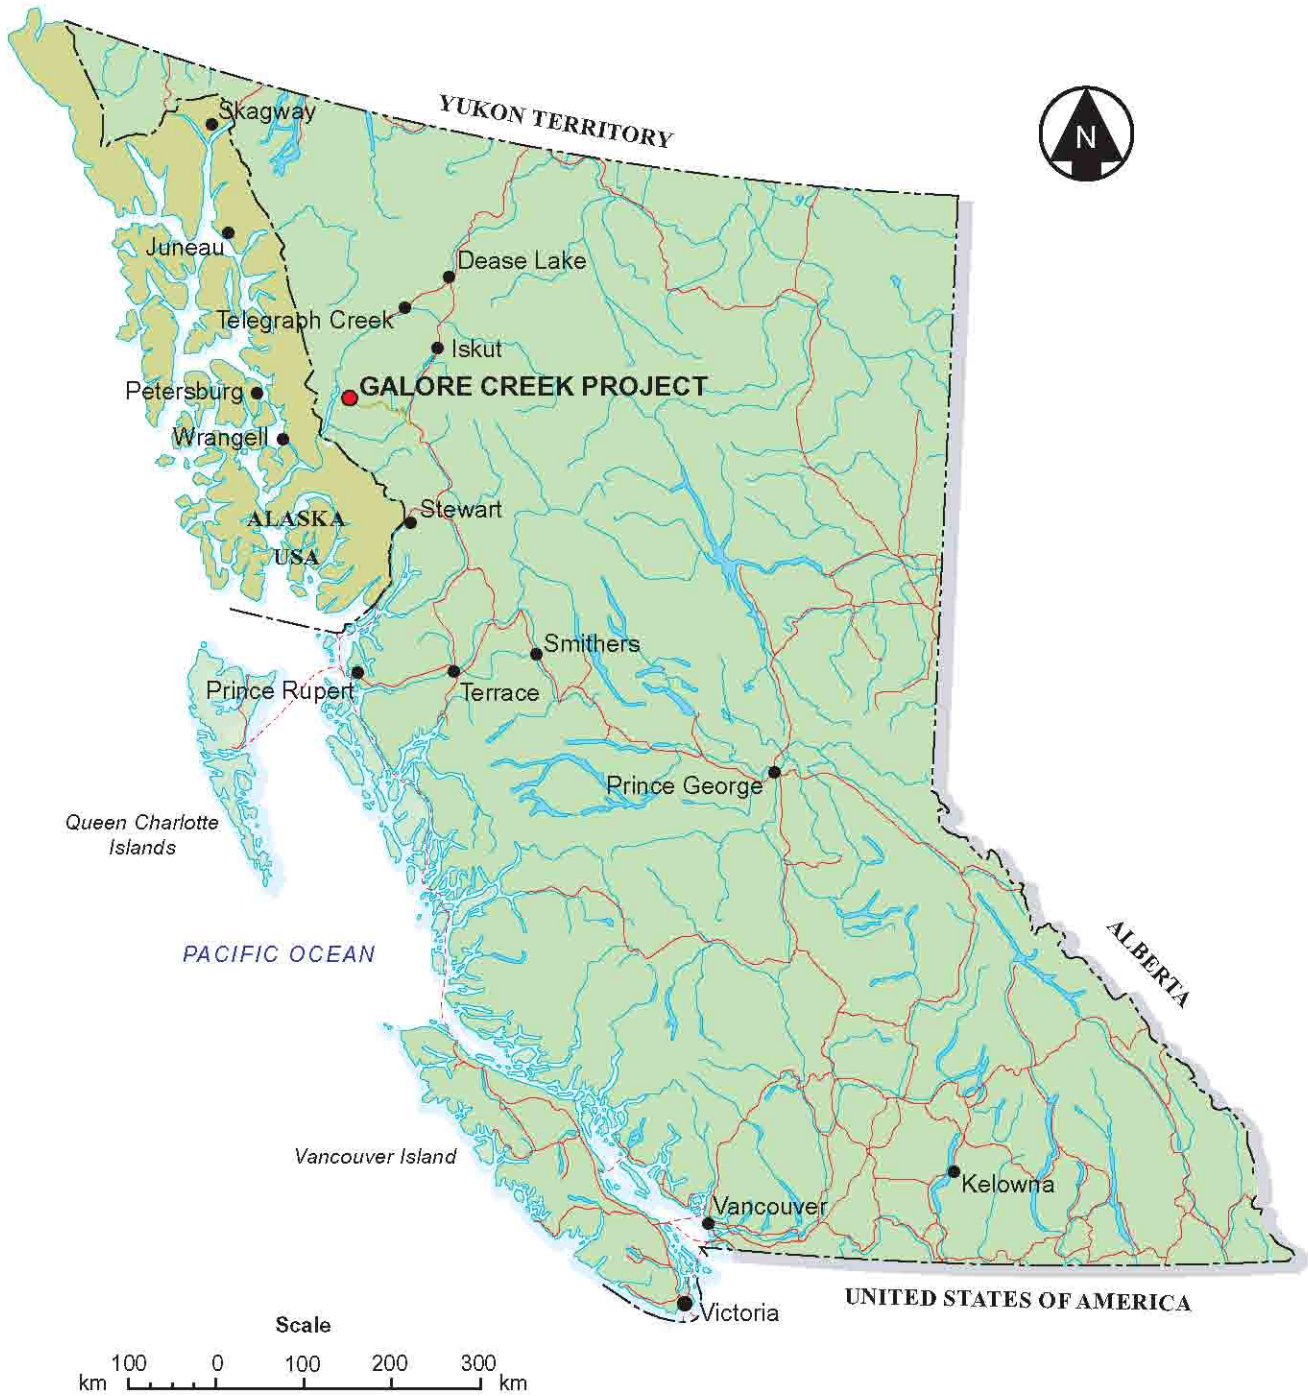 YUKON TERRITORY
N
Skagway
Juneau
Dease Lake
Telegraph Creek
Iskut
GALORE CREEK PROJECT
Petersburg
Wrangell
Stewart
ALASKA
USA
Smithers
Prince Rupert
Terrace
Prince George
Queen Charlotte
Islands
PACIFIC OCEAN
ALBERTA
Vancouver Island
Kelowna
Vancouver
UNITED STATES OF AMERICA
Victoria
Scale
100 0 100 200 300
km km